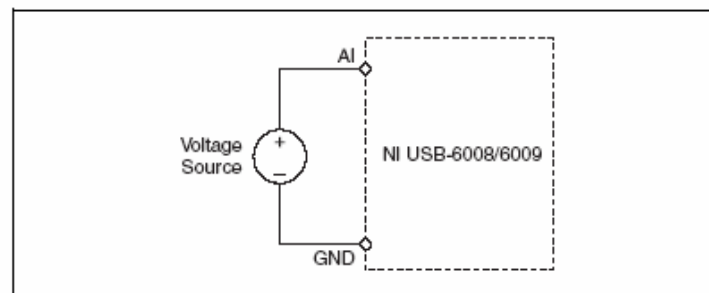 AI
Voltage
Source
+
−
NI USB-6008/6009
GND